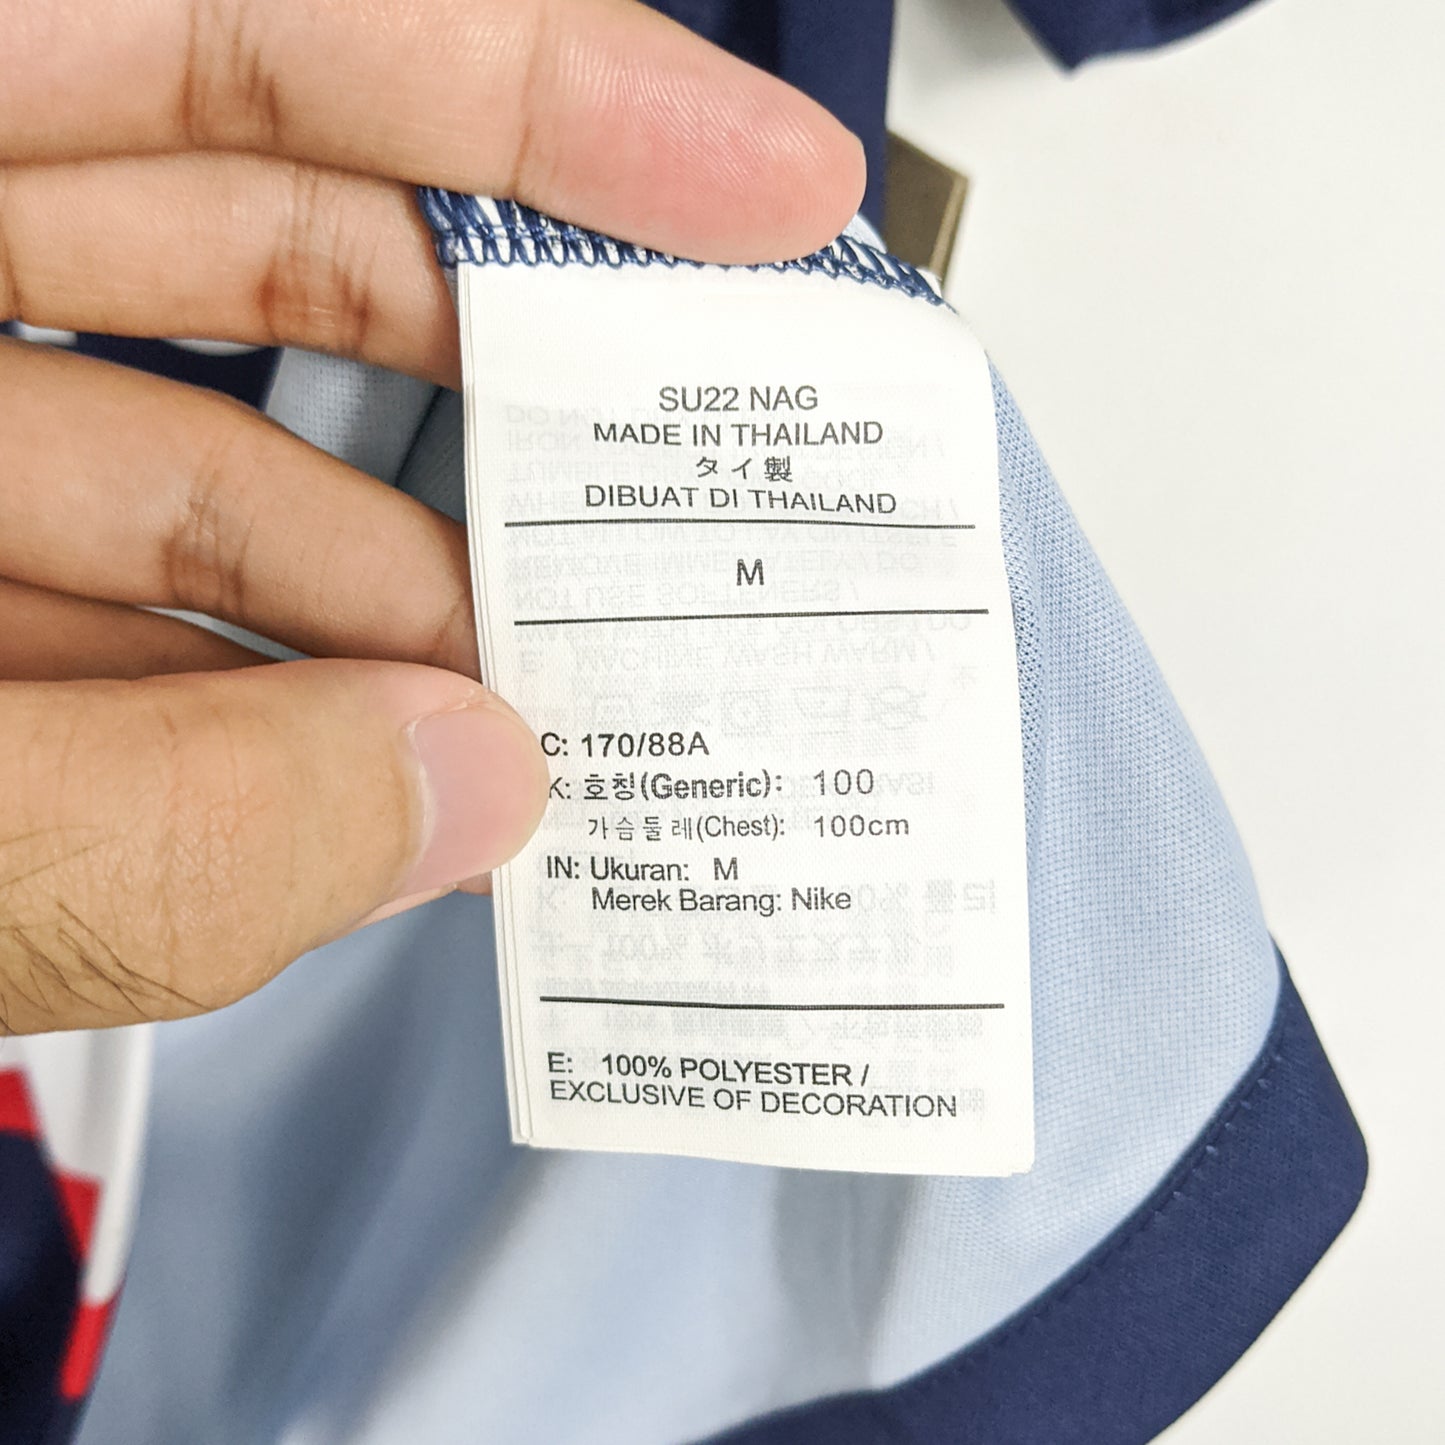 SU22 NAG
MADE IN THAILAND
タイ製
DIBUAT DI THAILAND
M
C: 170/88A
K: 호칭(Generic): 100
가슴둘레(Chest): 100cm
IN: Ukuran: M
Merek Barang: Nike
E: 100% POLYESTER /
EXCLUSIVE OF DECORATION